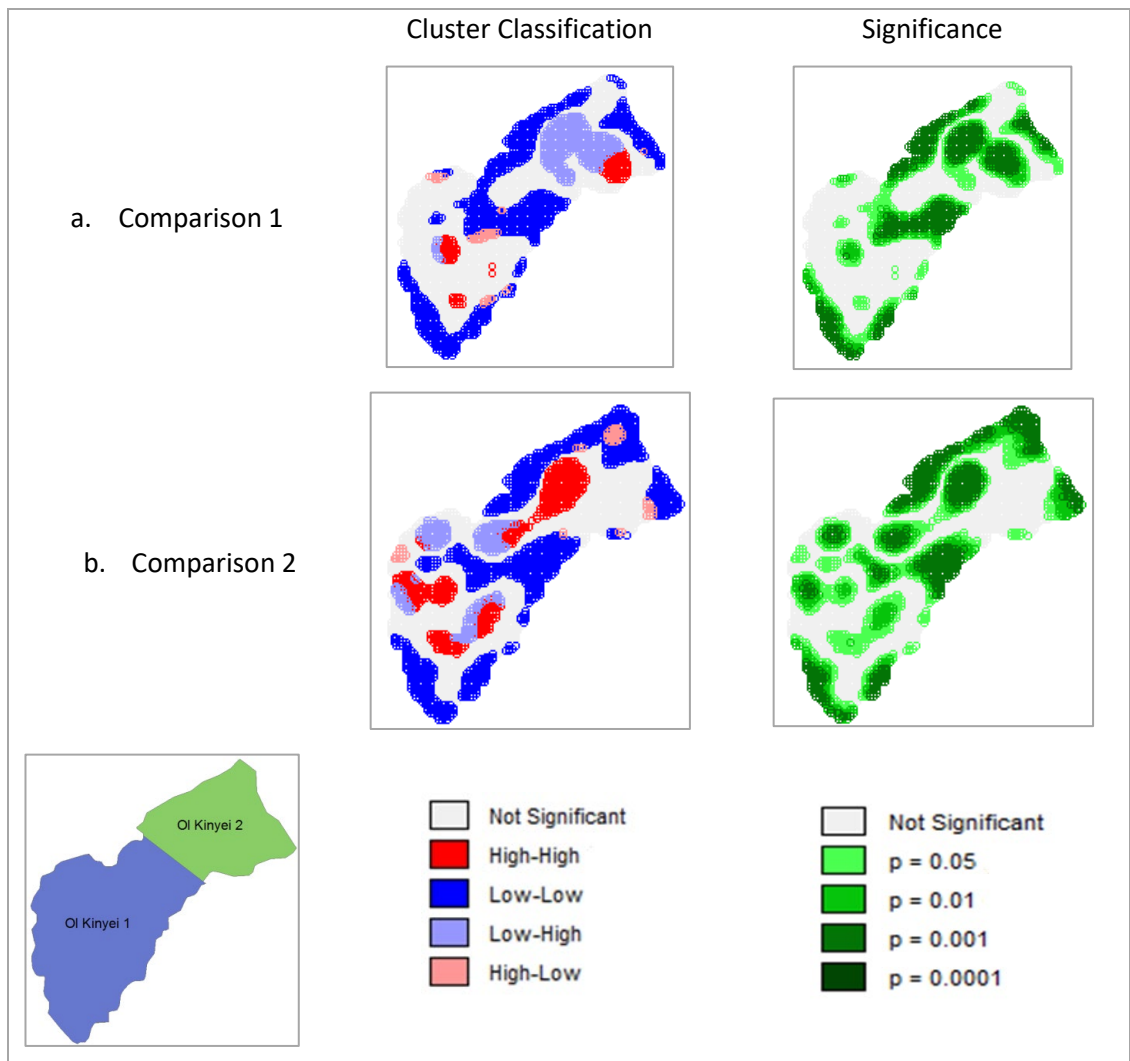 Cluster Classification
Significance
a. Comparison 1
b. Comparison 2
Ol Kinyei 2
Ol Kinyei 1
Not Significant
High-High
Low-Low
Low-High
High-Low
Not Significant
p = 0.05
p = 0.01
p = 0.001
p = 0.0001